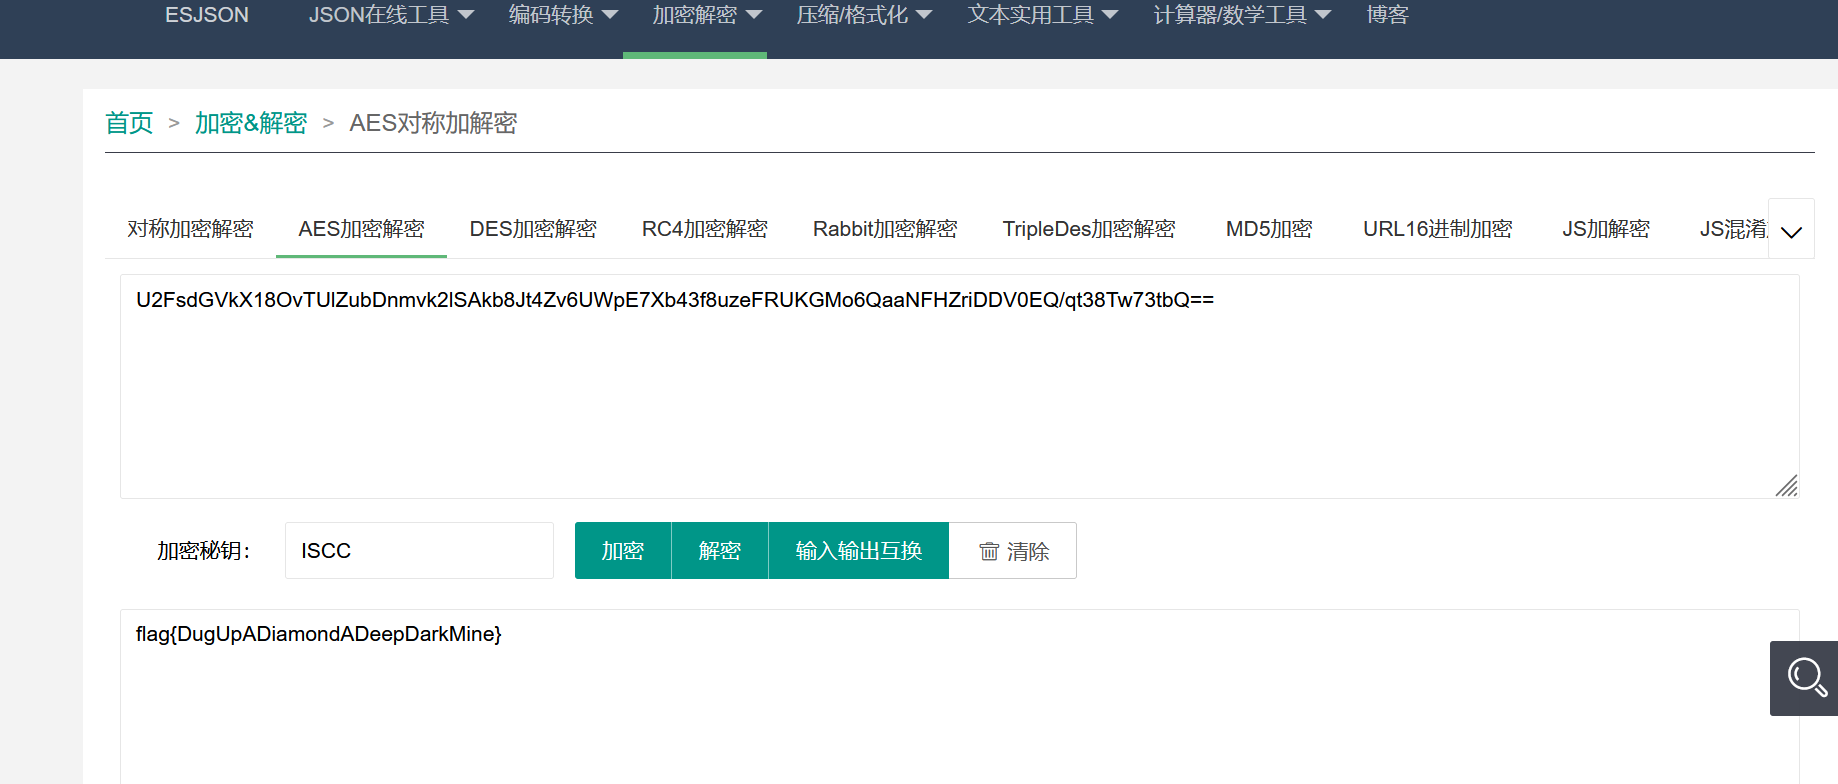 ESJSON JSON在线工具 编码转换 加密解密 压缩/格式化 文本实用工具 计算器/数学工具 博客
首页 > 加密&解密 > AES对称加解密
对称加密解密 AES加密解密 DES加密解密 RC4加密解密 Rabbit加密解密 TripleDes加密解密 MD5加密 URL16进制加密 JS加解密 JS混淆
U2FsdGVkX18OvTUlZubDnmvk2lSAkb8Jt4Zv6UWpE7Xb43f8uzeFRUKGMo6QaaNFHZriDDV0EQ/qt38Tw73tbQ==
加密秘钥: ISCC 加密 解密 输入输出互换 清除
flag{DugUpADiamondADeepDarkMine}